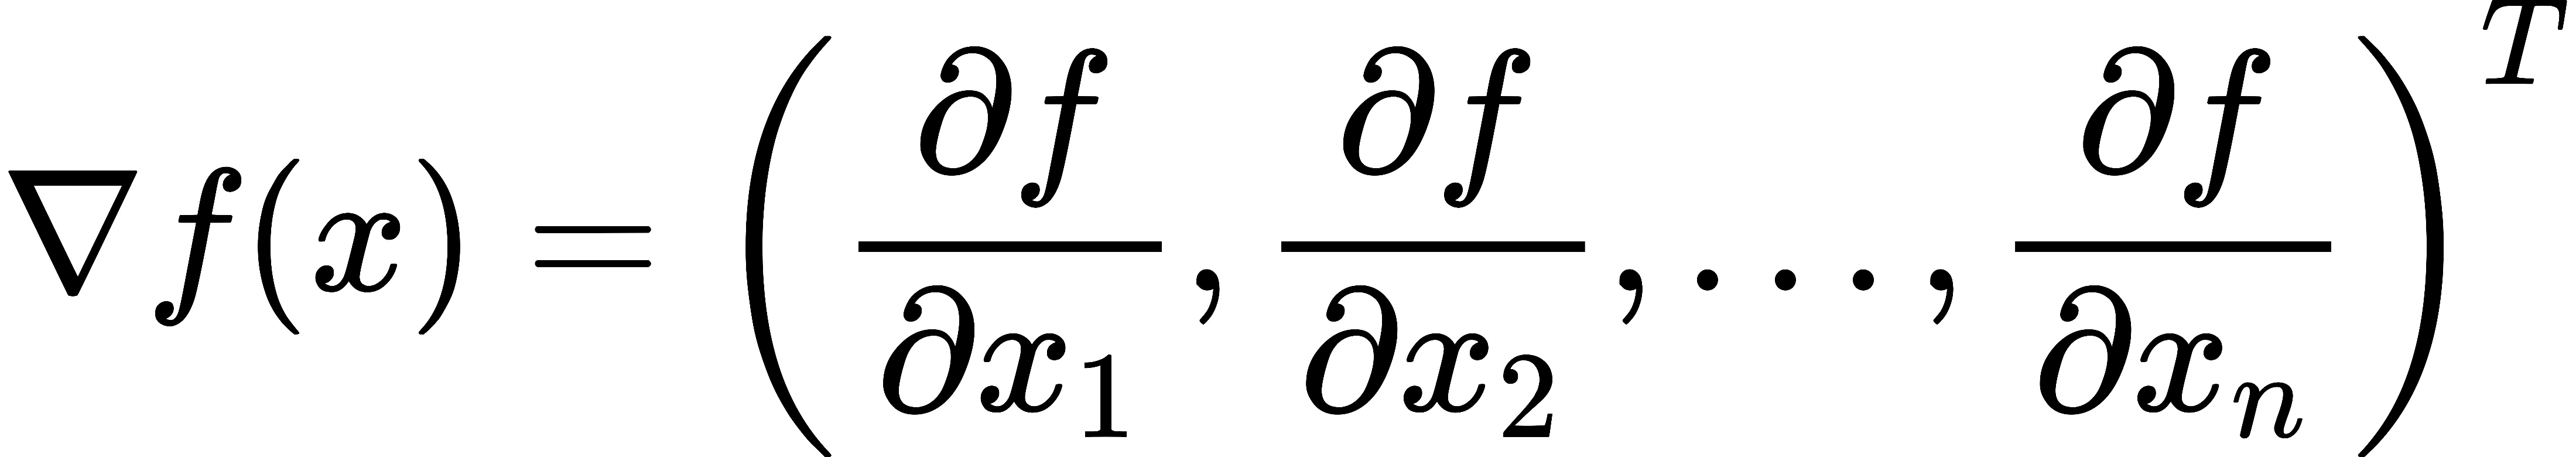 ∇f(x) = (∂f/∂x₁, ∂f/∂x₂, . . . , ∂f/∂xₙ)ᵀ